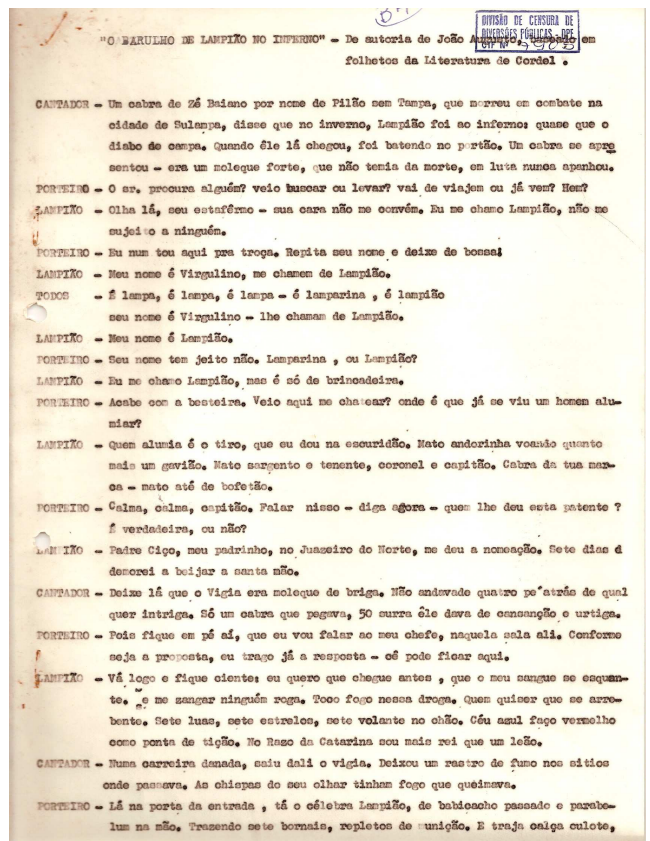 "O BARULHO DE LAMPIÃO NO INFERNO" - De autoria de João Augusto, baseado em
folhetos da Literatura de Cordel .
DIVISÃO DE CENSURA DE
DIVERSÕES PÚBLICAS - DPF
CANTADOR - Um cabra de Zé Baiano por nome de Pilão sem Tampa, que morreu em combate na
cidade de Sulampa, disse que no inverno, Lampião foi ao inferno: quase que o
diabo de campa. Quando êle lá chegou, foi batendo no portão. Um cabra se apre
sentou - era um moleque forte, que não temia da morte, em luta nunca apanhou.
PORTEIRO - O sr. procura alguém? veio buscar ou levar? vai de viajem ou já vem? Hem?
LAMPIÃO - Olha lá, seu estafêrmo - sua cara não me convém. Eu me chamo Lampião, não me
sujeito a ninguém.
PORTEIRO - Eu num tou aqui pra troça. Repita seu nome e deixe de bossa!
LAMPIÃO - Meu nome é Virgulino, me chamem de Lampião.
TODOS - É lampa, é lampa, é lampa - é lamparina , é lampião
seu nome é Virgulino - lhe chamam de Lampião.
LAMPIÃO - Meu nome é Lampião.
PORTEIRO - Seu nome tem jeito não. Lamparina , ou Lampião?
LAMPIÃO - Eu me chamo Lampião, mas é só de brincadeira.
PORTEIRO - Acabe com a besteira. Veio aqui me chatear? onde é que já se viu um homem alu-
miar?
LAMPIÃO - Quem alumia é o tiro, que eu dou na escuridão. Mato andorinha voando quanto
mais um gavião. Mato sargento e tenente, coronel e capitão. Cabra da tua mar-
ca - mato até de bofetão.
PORTEIRO - Calma, calma, capitão. Falar nisso - diga agora - quem lhe deu esta patente ?
É verdadeira, ou não?
LAMPIÃO - Padre Ciço, meu padrinho, no Juazeiro do Norte, me deu a nomeação. Sete dias d
demorei a beijar a santa mão.
CANTADOR - Deixe lá que o Vigia era moleque de briga. Não andavade quatro pe´atrás de qual
quer intriga. Só um cabra que pegava, 50 surra êle dava de cansanção e urtiga.
PORTEIRO - Pois fique em pé aí, que eu vou falar ao meu chefe, naquela sala ali. Conforme
seja a proposta, eu trago já a resposta - cê pode ficar aqui.
LAMPIÃO - Vá logo e fique ciente: eu quero que chegue antes , que o meu sangue se esquan-
te. Se me zangar ninguém roga. Toco fogo nessa droga. Quem quiser que se arre-
bente. Sete luas, sete estrelos, sete volante no chão. Céu azul faço vermelho
como ponta de tição. No Razo da Catarina sou mais rei que um leão.
CANTADOR - Numa carreira danada, saiu dali o vigia. Deixou um rastro de fumo nos sitios
onde passava. As chispas do seu olhar tinham fogo que queimava.
PORTEIRO - Lá na porta da entrada , tá o célebra Lampião, de babicacho passado e parabe-
lum na mão. Trazendo sete bornais, repletos de munição. E traja calça culote,